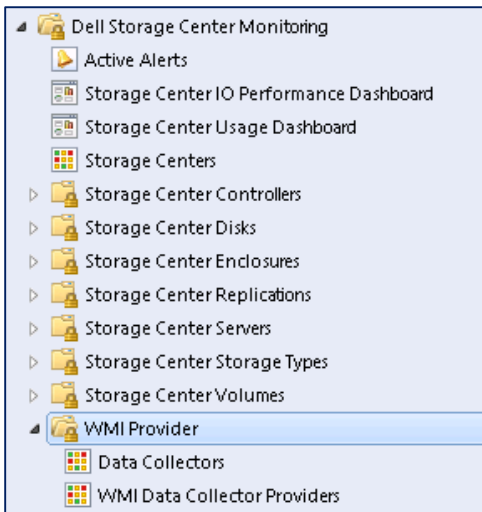 Dell Storage Center Monitoring
Active Alerts
Storage Center IO Performance Dashboard
Storage Center Usage Dashboard
Storage Centers
Storage Center Controllers
Storage Center Disks
Storage Center Enclosures
Storage Center Replications
Storage Center Servers
Storage Center Storage Types
Storage Center Volumes
WMI Provider
Data Collectors
WMI Data Collector Providers